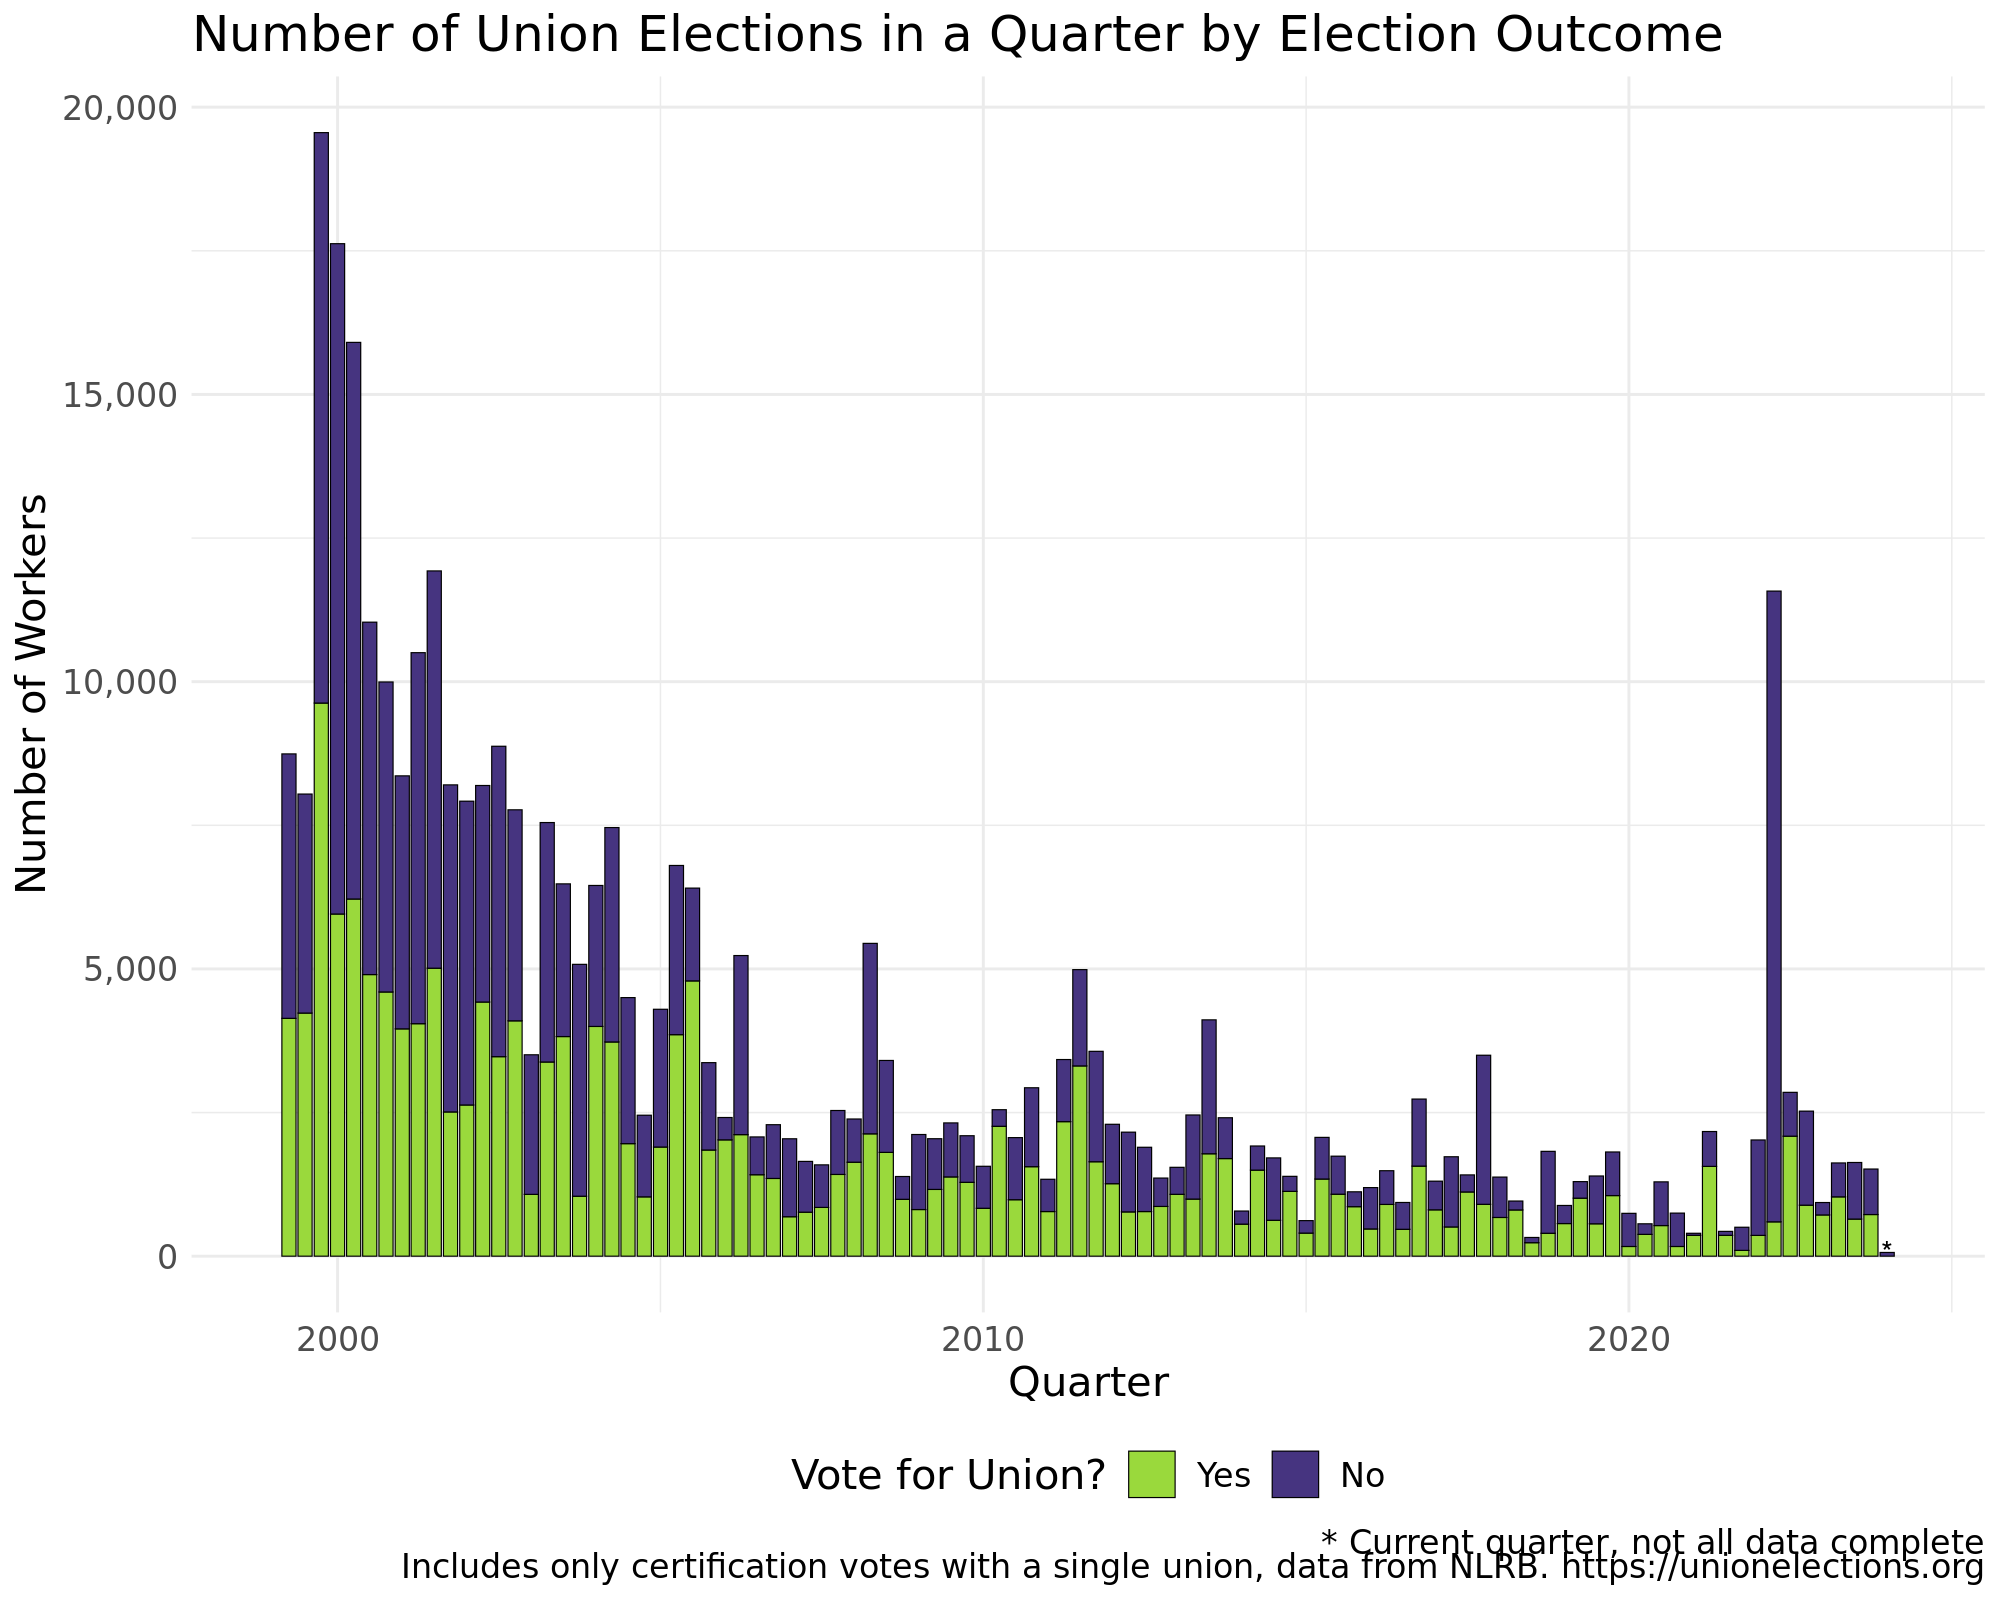 Number of Union Elections in a Quarter by Election Outcome
20,000
15,000
10,000
5,000
0
Number of Workers
*
2000 2010 2020
Quarter
Vote for Union? Yes No
* Current quarter, not all data complete
Includes only certification votes with a single union, data from NLRB. https://unionelections.org